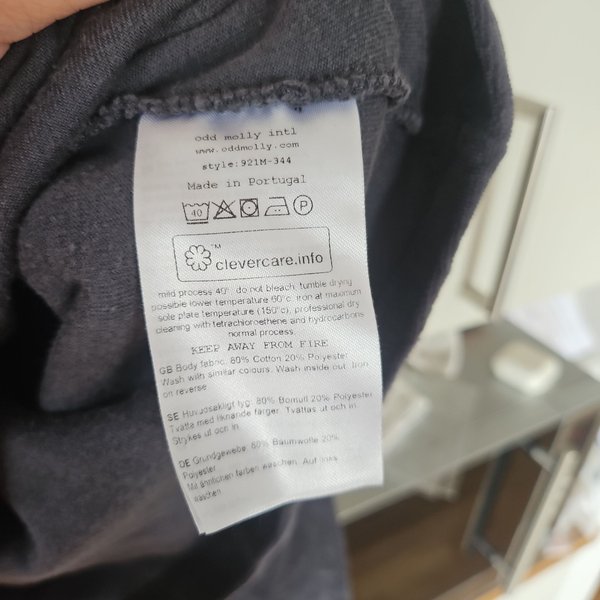 odd molly intl
www.oddmolly.com
style:921M-344
Made in Portugal
40 P
™
clevercare.info
mild process 40° do not bleach, tumble drying
possible lower temperature 60°c, iron at maximum
sole plate temperature (150°c), professional dry
cleaning with tetrachloroethene and hydrocarbons
normal process
KEEP AWAY FROM FIRE
GB Body fabric: 80% Cotton 20% Polyester
Wash with similar colours. Wash inside out. Iron
on reverse
SE Huvudsakligt tyg: 80% Bomull 20% Polyester
Tvätta med liknande färger. Tvättas ut och in.
Strykes ut och in
DE Grundgewebe: 80% Baumwolle 20%
Polyester
Mit ähnlichen farben waschen. Auf links
waschen